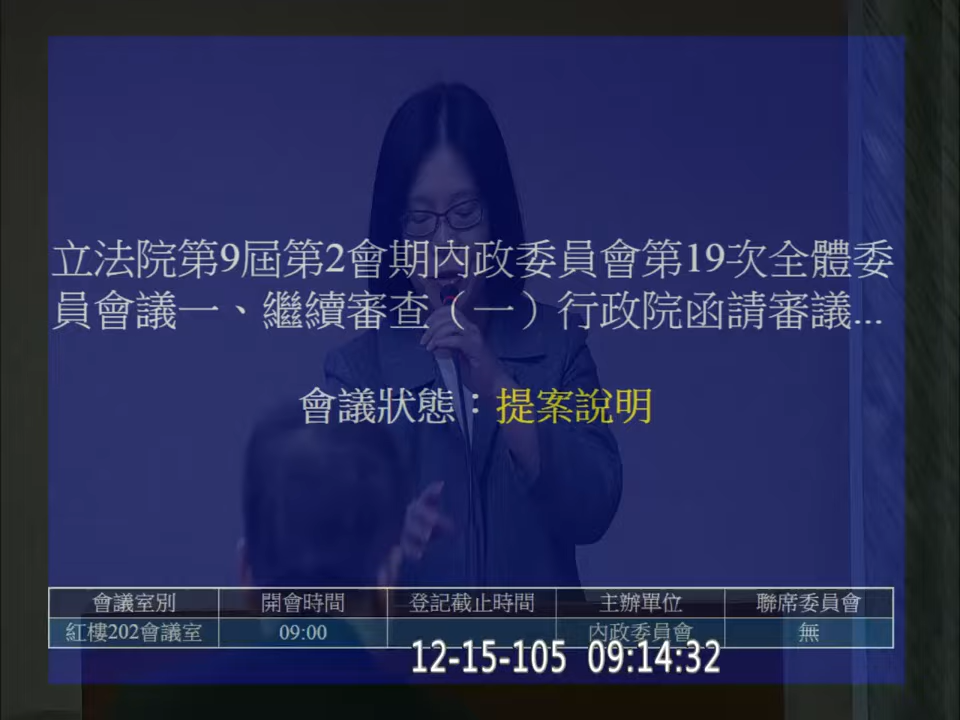 立法院第9屆第2會期內政委員會第19次全體委
員會議一、繼續審查（一）行政院函請審議...
會議狀態：提案說明
會議室別 開會時間 登記截止時間 主辦單位 聯席委員會
紅樓202會議室 09:00 內政委員會 無
12-15-105 09:14:32